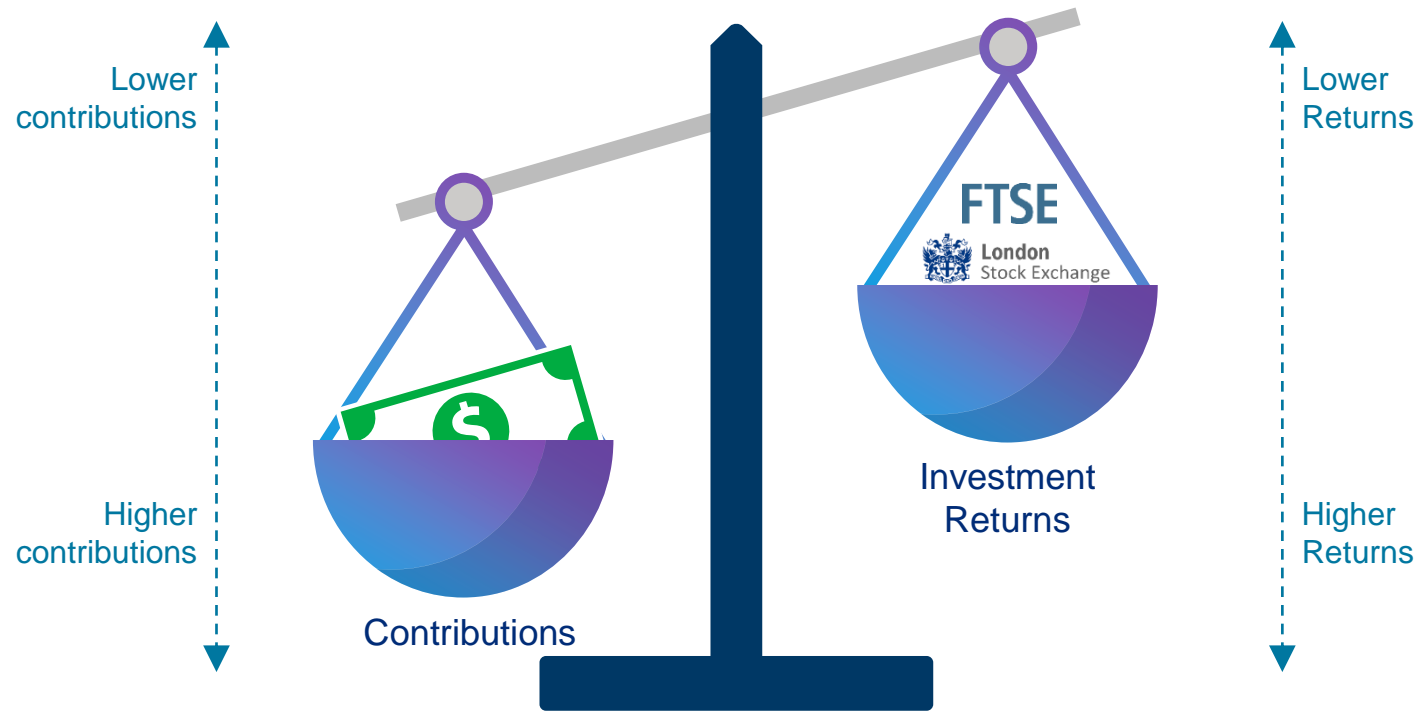 Lower
contributions
Higher
contributions
$
Contributions
FTSE
London
Stock Exchange
Investment
Returns
Lower
Returns
Higher
Returns